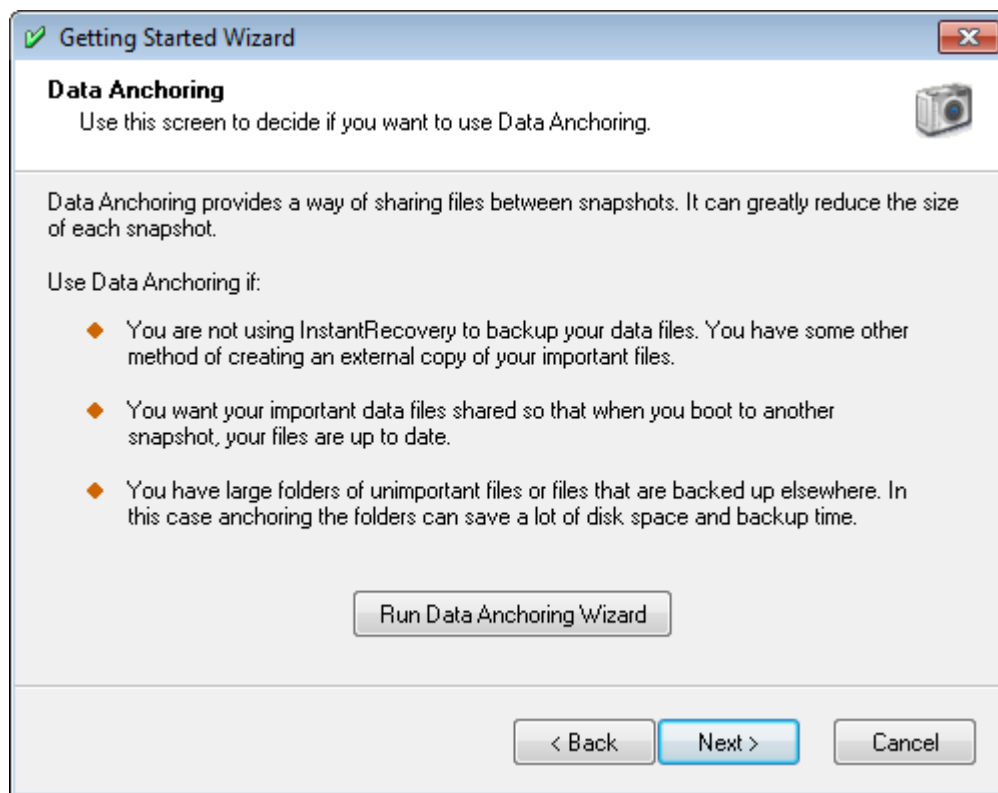 Getting Started Wizard
Data Anchoring
Use this screen to decide if you want to use Data Anchoring.
Data Anchoring provides a way of sharing files between snapshots. It can greatly reduce the size
of each snapshot.
Use Data Anchoring if:
You are not using InstantRecovery to backup your data files. You have some other
method of creating an external copy of your important files.
You want your important data files shared so that when you boot to another
snapshot, your files are up to date.
You have large folders of unimportant files or files that are backed up elsewhere. In
this case anchoring the folders can save a lot of disk space and backup time.
Run Data Anchoring Wizard
< Back
Next >
Cancel